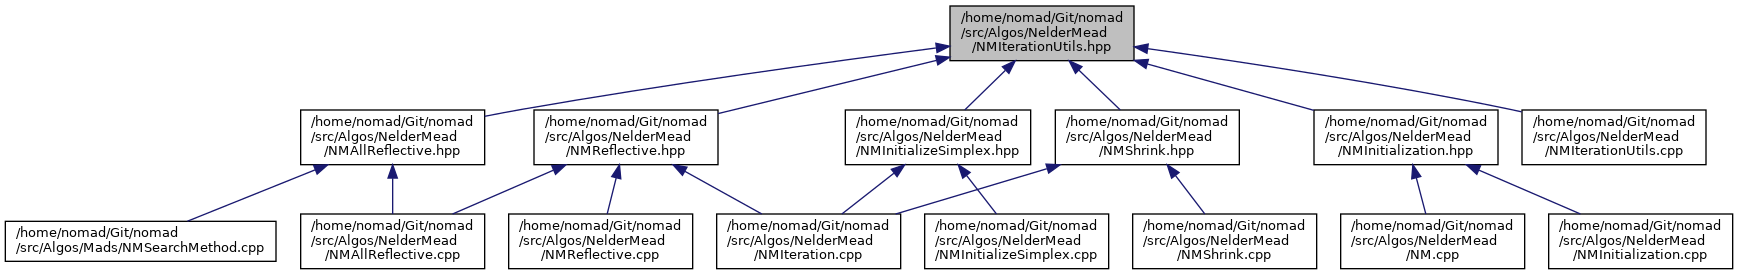 /home/nomad/Git/nomad
/src/Algos/NelderMead
/NMIterationUtils.hpp
/home/nomad/Git/nomad
/src/Algos/NelderMead
/NMAllReflective.hpp
/home/nomad/Git/nomad
/src/Algos/NelderMead
/NMReflective.hpp
/home/nomad/Git/nomad
/src/Algos/NelderMead
/NMInitializeSimplex.hpp
/home/nomad/Git/nomad
/src/Algos/NelderMead
/NMShrink.hpp
/home/nomad/Git/nomad
/src/Algos/NelderMead
/NMInitialization.hpp
/home/nomad/Git/nomad
/src/Algos/NelderMead
/NMIterationUtils.cpp
/home/nomad/Git/nomad
/src/Algos/Mads/NMSearchMethod.cpp
/home/nomad/Git/nomad
/src/Algos/NelderMead
/NMAllReflective.cpp
/home/nomad/Git/nomad
/src/Algos/NelderMead
/NMReflective.cpp
/home/nomad/Git/nomad
/src/Algos/NelderMead
/NMIteration.cpp
/home/nomad/Git/nomad
/src/Algos/NelderMead
/NMInitializeSimplex.cpp
/home/nomad/Git/nomad
/src/Algos/NelderMead
/NMShrink.cpp
/home/nomad/Git/nomad
/src/Algos/NelderMead
/NM.cpp
/home/nomad/Git/nomad
/src/Algos/NelderMead
/NMInitialization.cpp